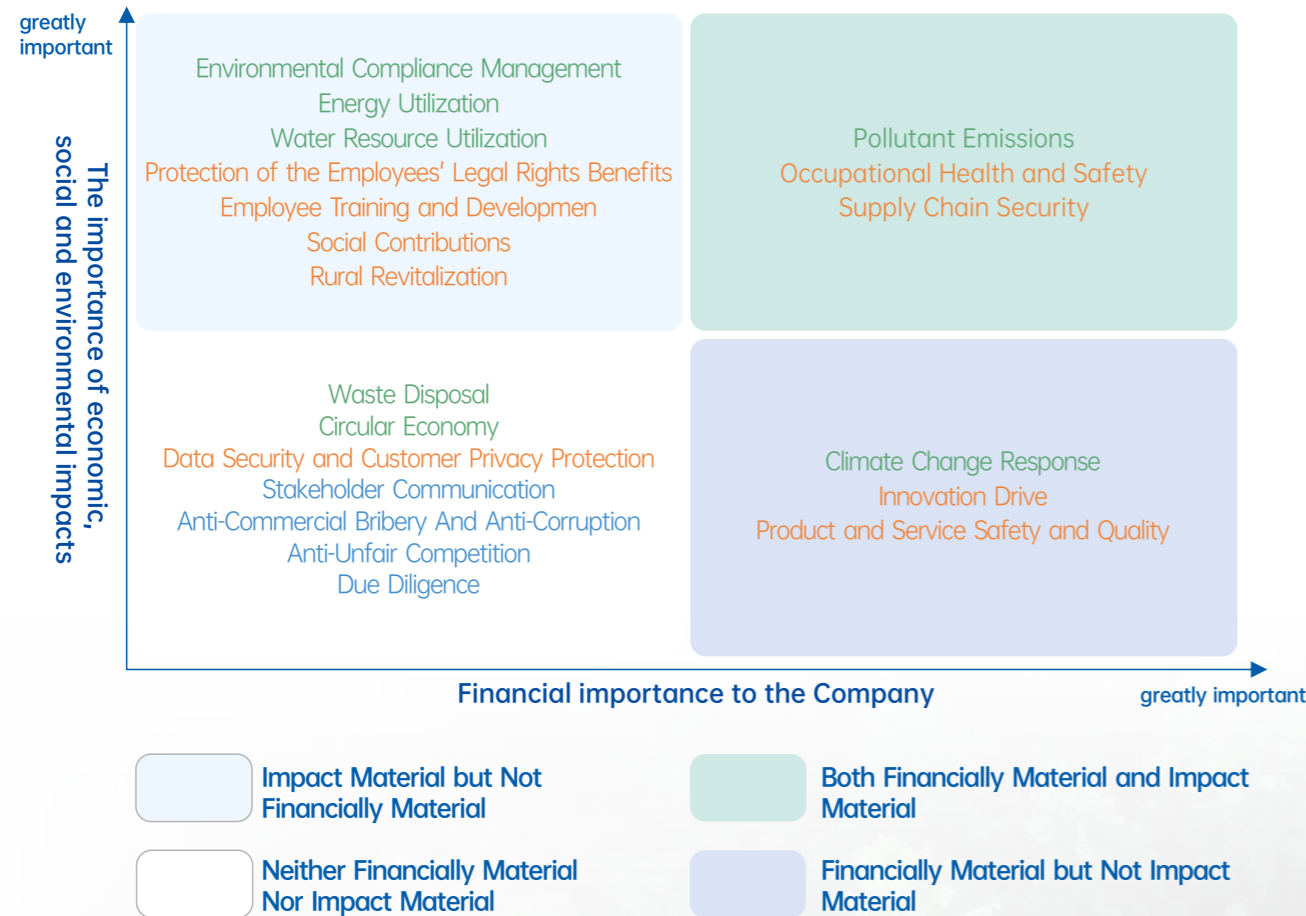 greatly
important
The importance of economic,
social and environmental impacts
Environmental Compliance Management
Energy Utilization
Water Resource Utilization
Protection of the Employees' Legal Rights Benefits
Employee Training and Developmen
Social Contributions
Rural Revitalization
Pollutant Emissions
Occupational Health and Safety
Supply Chain Security
Waste Disposal
Circular Economy
Data Security and Customer Privacy Protection
Stakeholder Communication
Anti-Commercial Bribery And Anti-Corruption
Anti-Unfair Competition
Due Diligence
Climate Change Response
Innovation Drive
Product and Service Safety and Quality
Financial importance to the Company
greatly important
Impact Material but Not
Financially Material
Both Financially Material and Impact
Material
Neither Financially Material
Nor Impact Material
Financially Material but Not Impact
Material